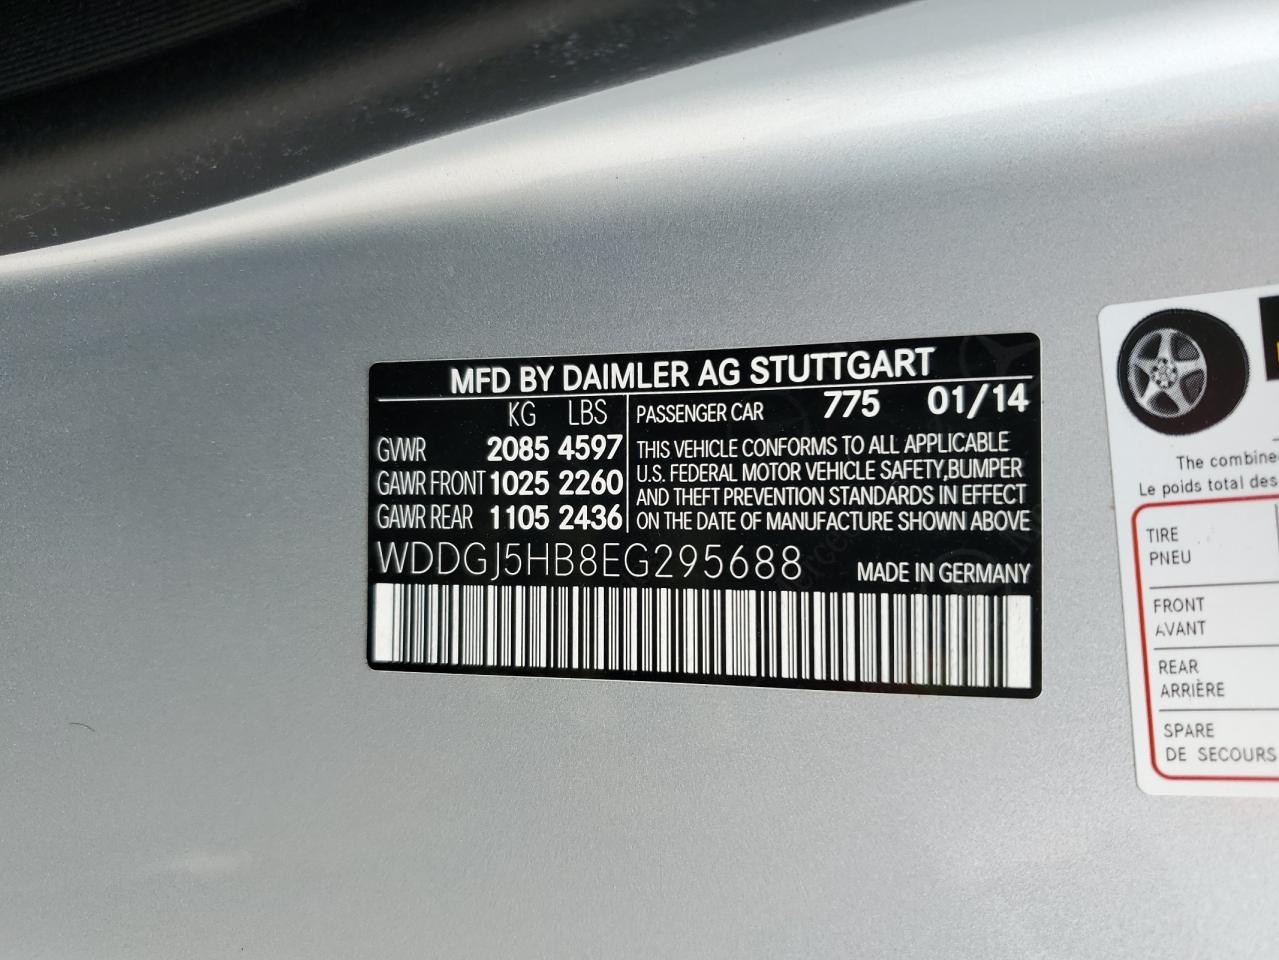 MFD BY DAIMLER AG STUTTGART
KG LBS
GVWR 2085 4597
GAWR FRONT 1025 2260
GAWR REAR 1105 2436
PASSENGER CAR 775 01/14
THIS VEHICLE CONFORMS TO ALL APPLICABLE
U.S. FEDERAL MOTOR VEHICLE SAFETY,BUMPER
AND THEFT PREVENTION STANDARDS IN EFFECT
ON THE DATE OF MANUFACTURE SHOWN ABOVE
WDDGJ5HB8EG295688 MADE IN GERMANY
The combine
Le poids total des
TIRE
PNEU
FRONT
AVANT
REAR
ARRIÈRE
SPARE
DE SECOURS